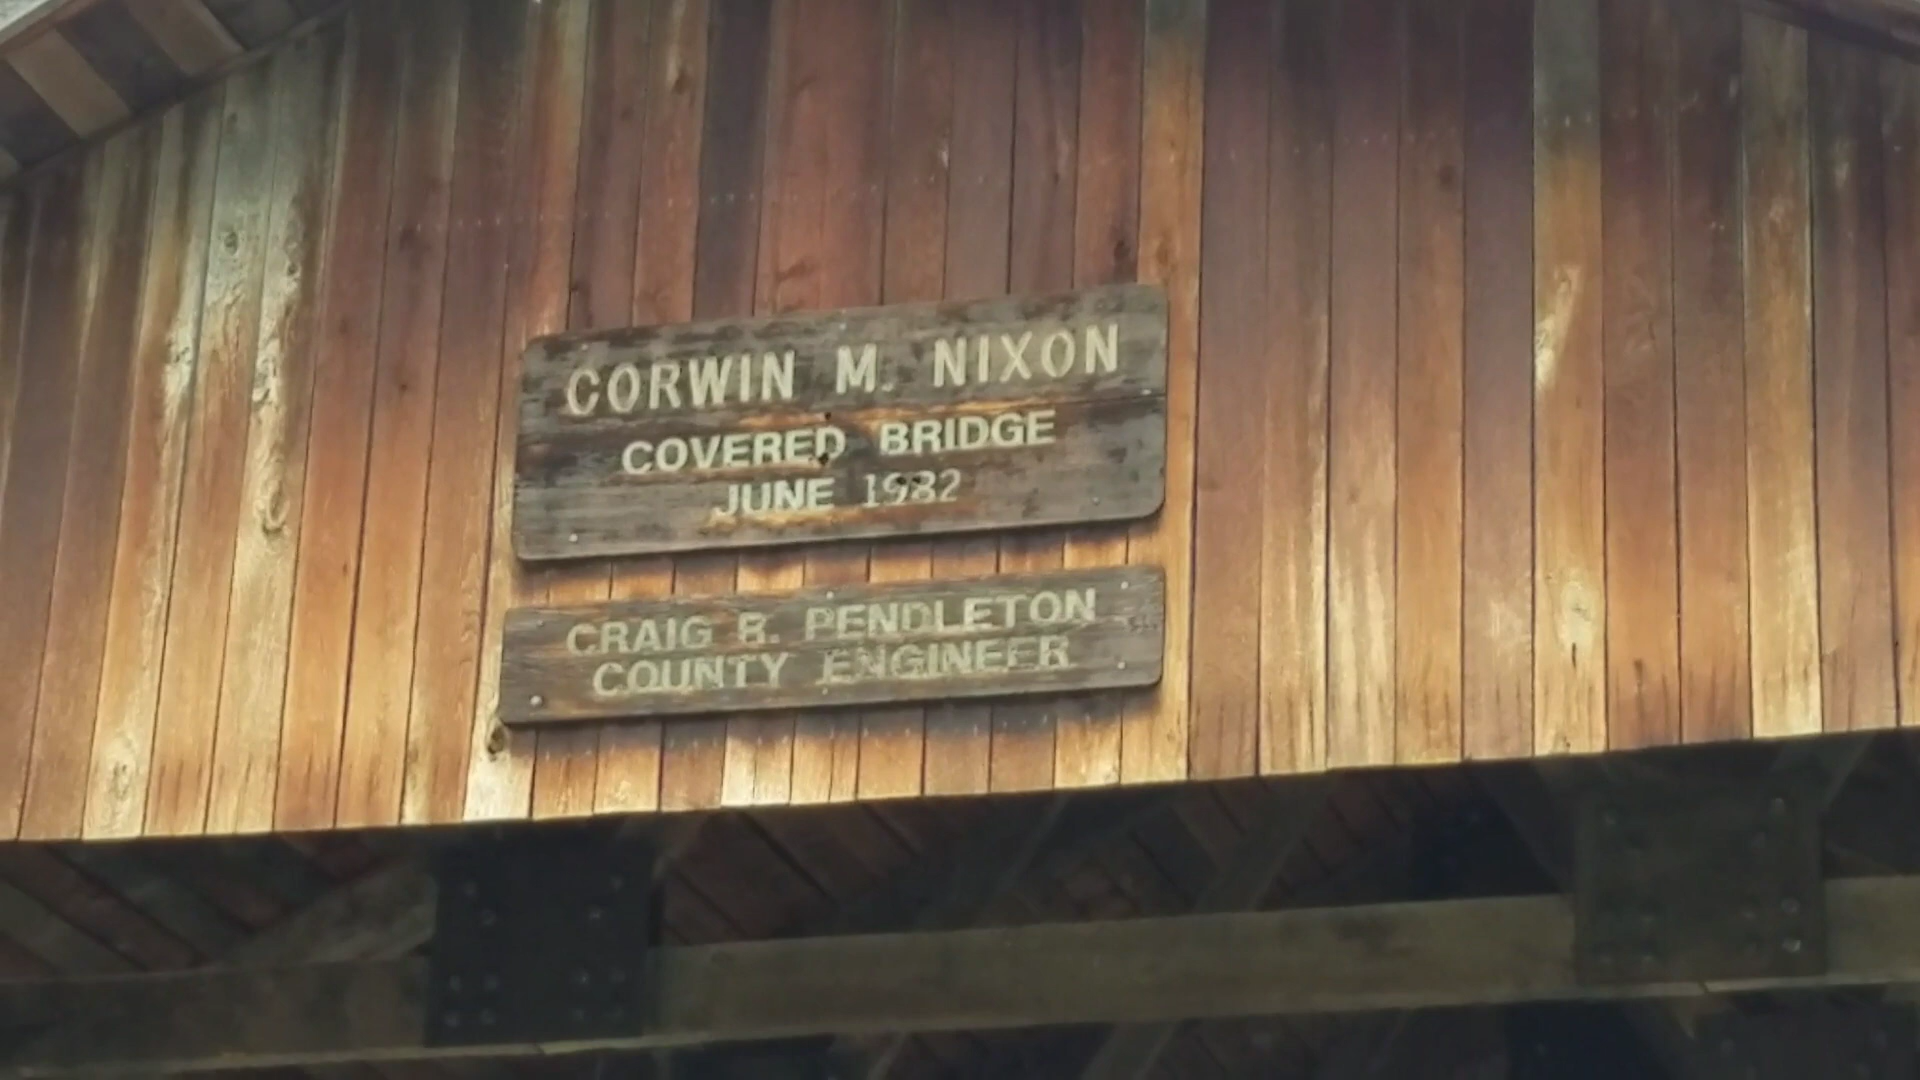 CORWIN M. NIXON
COVERED BRIDGE
JUNE 1982
CRAIG R. PENDLETON
COUNTY ENGINEER